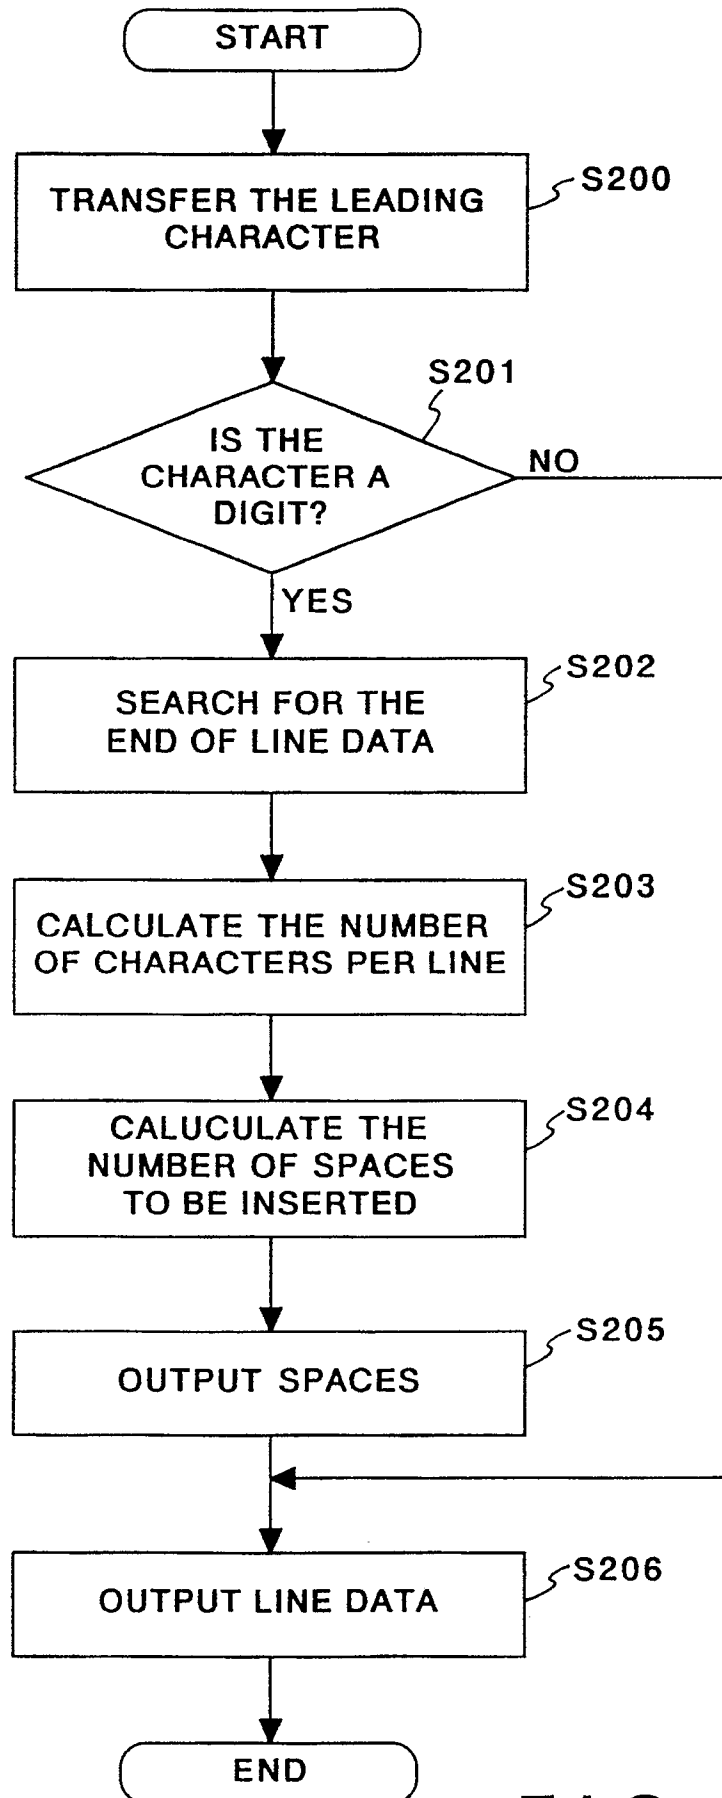 START
TRANSFER THE LEADING
CHARACTER
S200
S201
IS THE
CHARACTER A
DIGIT?
NO
YES
S202
SEARCH FOR THE
END OF LINE DATA
S203
CALCULATE THE NUMBER
OF CHARACTERS PER LINE
S204
CALUCULATE THE
NUMBER OF SPACES
TO BE INSERTED
S205
OUTPUT SPACES
S206
OUTPUT LINE DATA
END